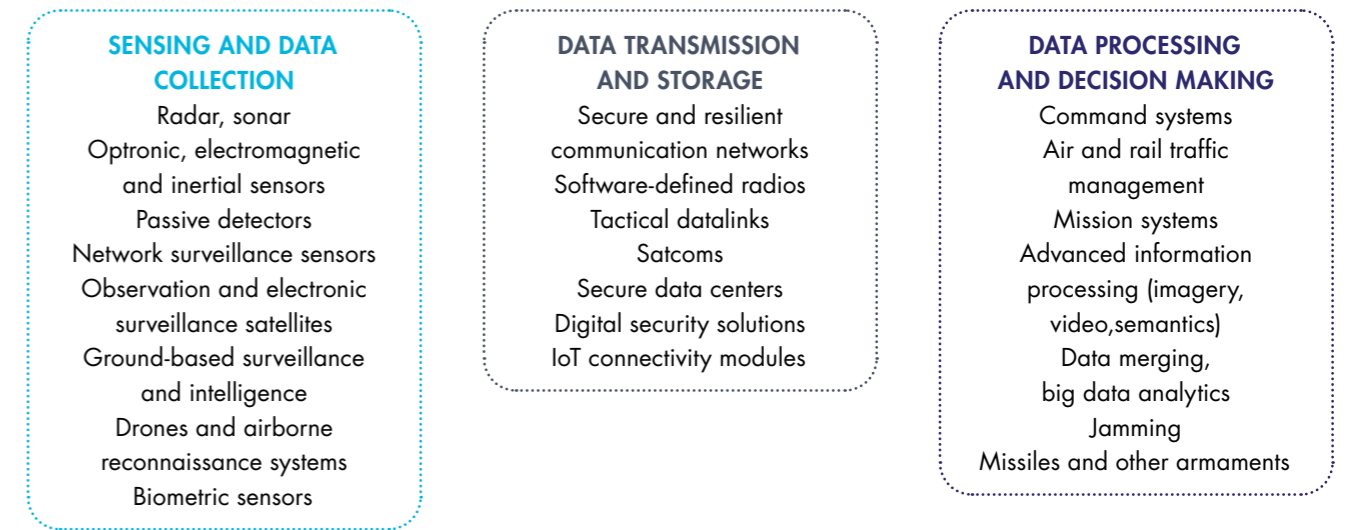 SENSING AND DATA
COLLECTION
Radar, sonar
Optronic, electromagnetic
and inertial sensors
Passive detectors
Network surveillance sensors
Observation and electronic
surveillance satellites
Ground-based surveillance
and intelligence
Drones and airborne
reconnaissance systems
Biometric sensors
DATA TRANSMISSION
AND STORAGE
Secure and resilient
communication networks
Software-defined radios
Tactical datalinks
Satcoms
Secure data centers
Digital security solutions
IoT connectivity modules
DATA PROCESSING
AND DECISION MAKING
Command systems
Air and rail traffic
management
Mission systems
Advanced information
processing (imagery,
video,semantics)
Data merging,
big data analytics
Jamming
Missiles and other armaments